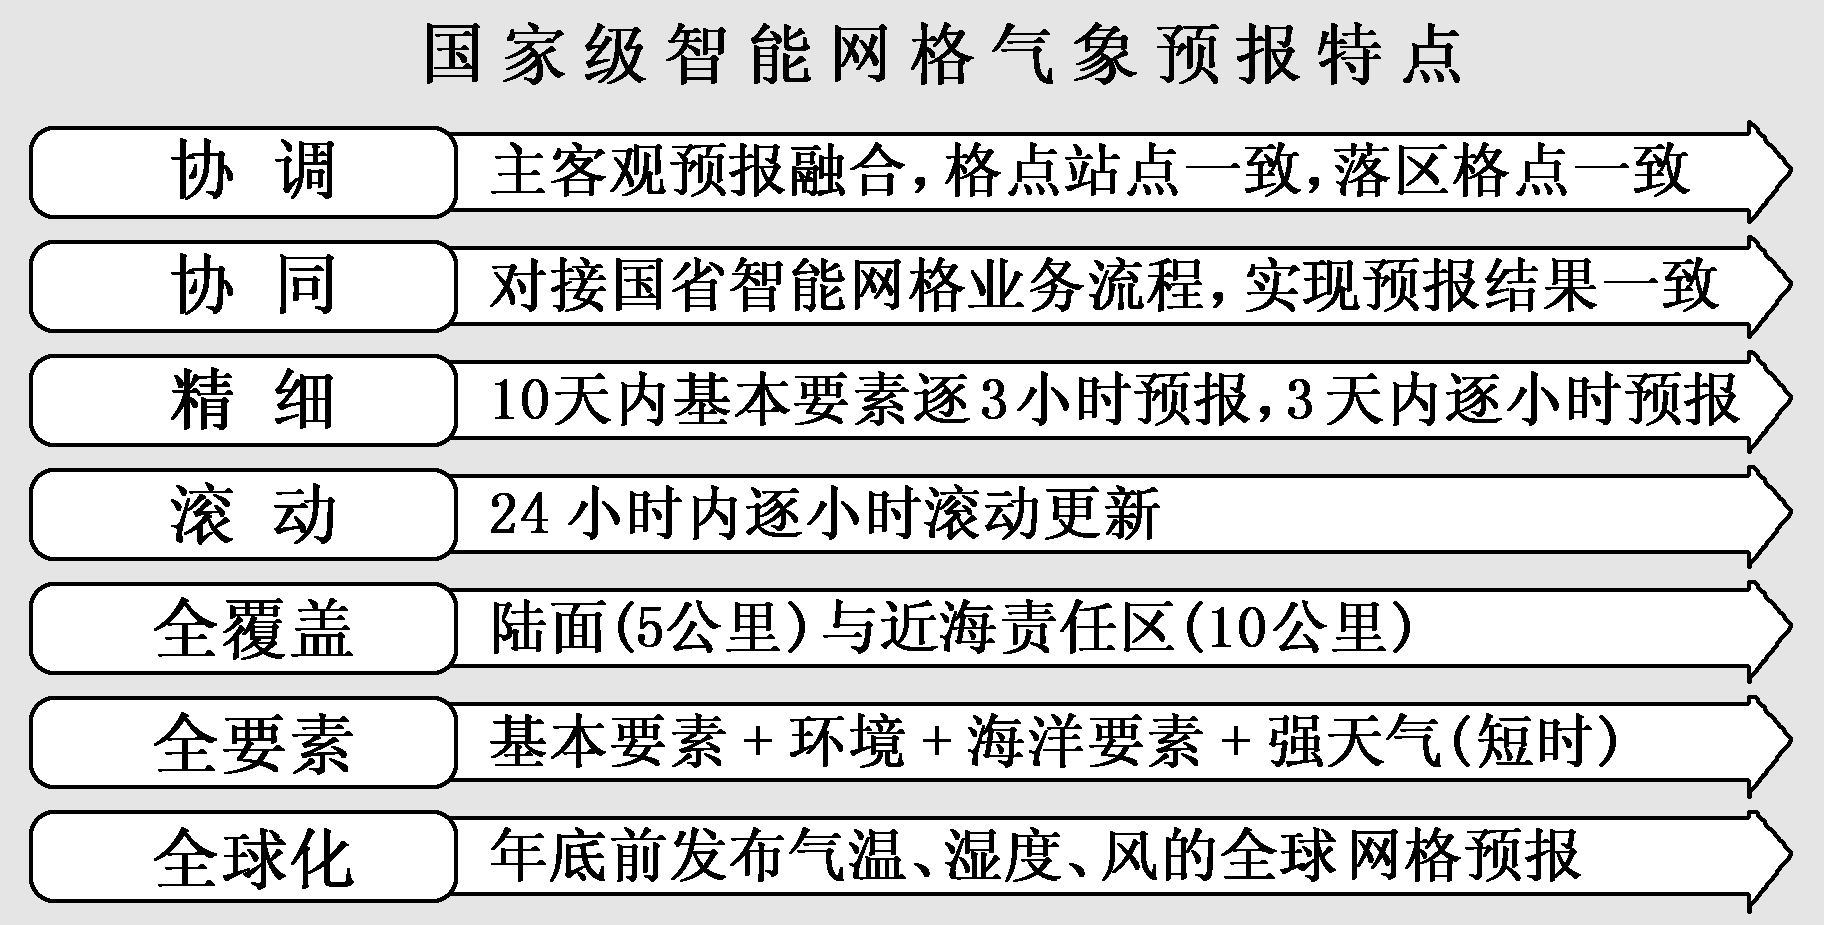 国家级智能网格气象预报特点
协调
主客观预报融合，格点站点一致，落区格点一致
协同
对接国省智能网格业务流程，实现预报结果一致
精细
10天内基本要素逐3小时预报，3天内逐小时预报
滚动
24小时内逐小时滚动更新
全覆盖
陆面(5公里)与近海责任区(10公里)
全要素
基本要素+环境+海洋要素+强天气(短时)
全球化
年底前发布气温、湿度、风的全球网格预报